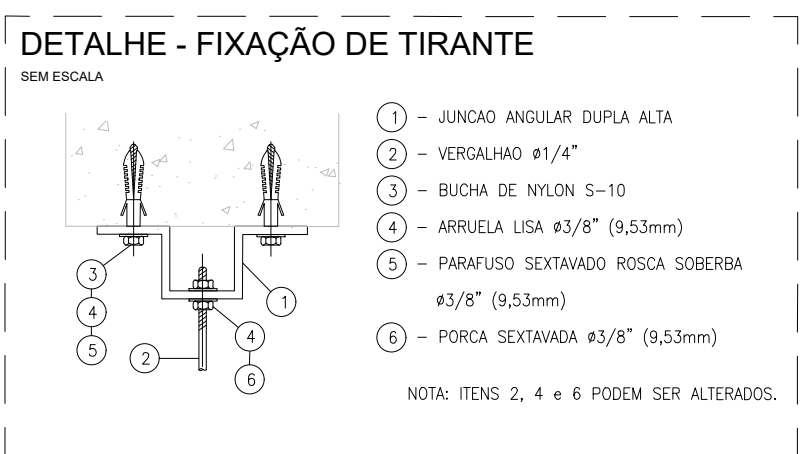 DETALHE - FIXAÇÃO DE TIRANTE
SEM ESCALA
1 - JUNCAO ANGULAR DUPLA ALTA
2 - VERGALHAO ø1/4"
3 - BUCHA DE NYLON S-10
4 - ARRUELA LISA ø3/8" (9,53mm)
5 - PARAFUSO SEXTAVADO ROSCA SOBERBA
ø3/8" (9,53mm)
6 - PORCA SEXTAVADA ø3/8" (9,53mm)
NOTA: ITENS 2, 4 e 6 PODEM SER ALTERADOS.
3
4
5
2
1
4
6